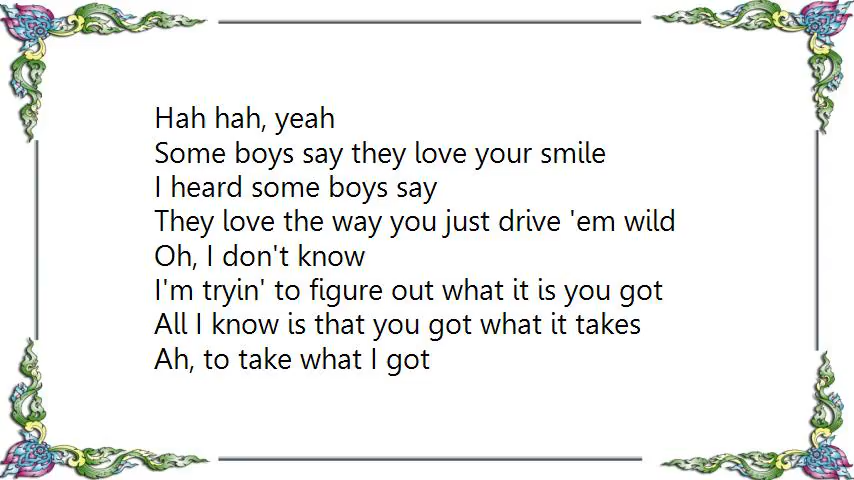 Hah hah, yeah
Some boys say they love your smile
I heard some boys say
They love the way you just drive 'em wild
Oh, I don't know
I'm tryin' to figure out what it is you got
All I know is that you got what it takes
Ah, to take what I got